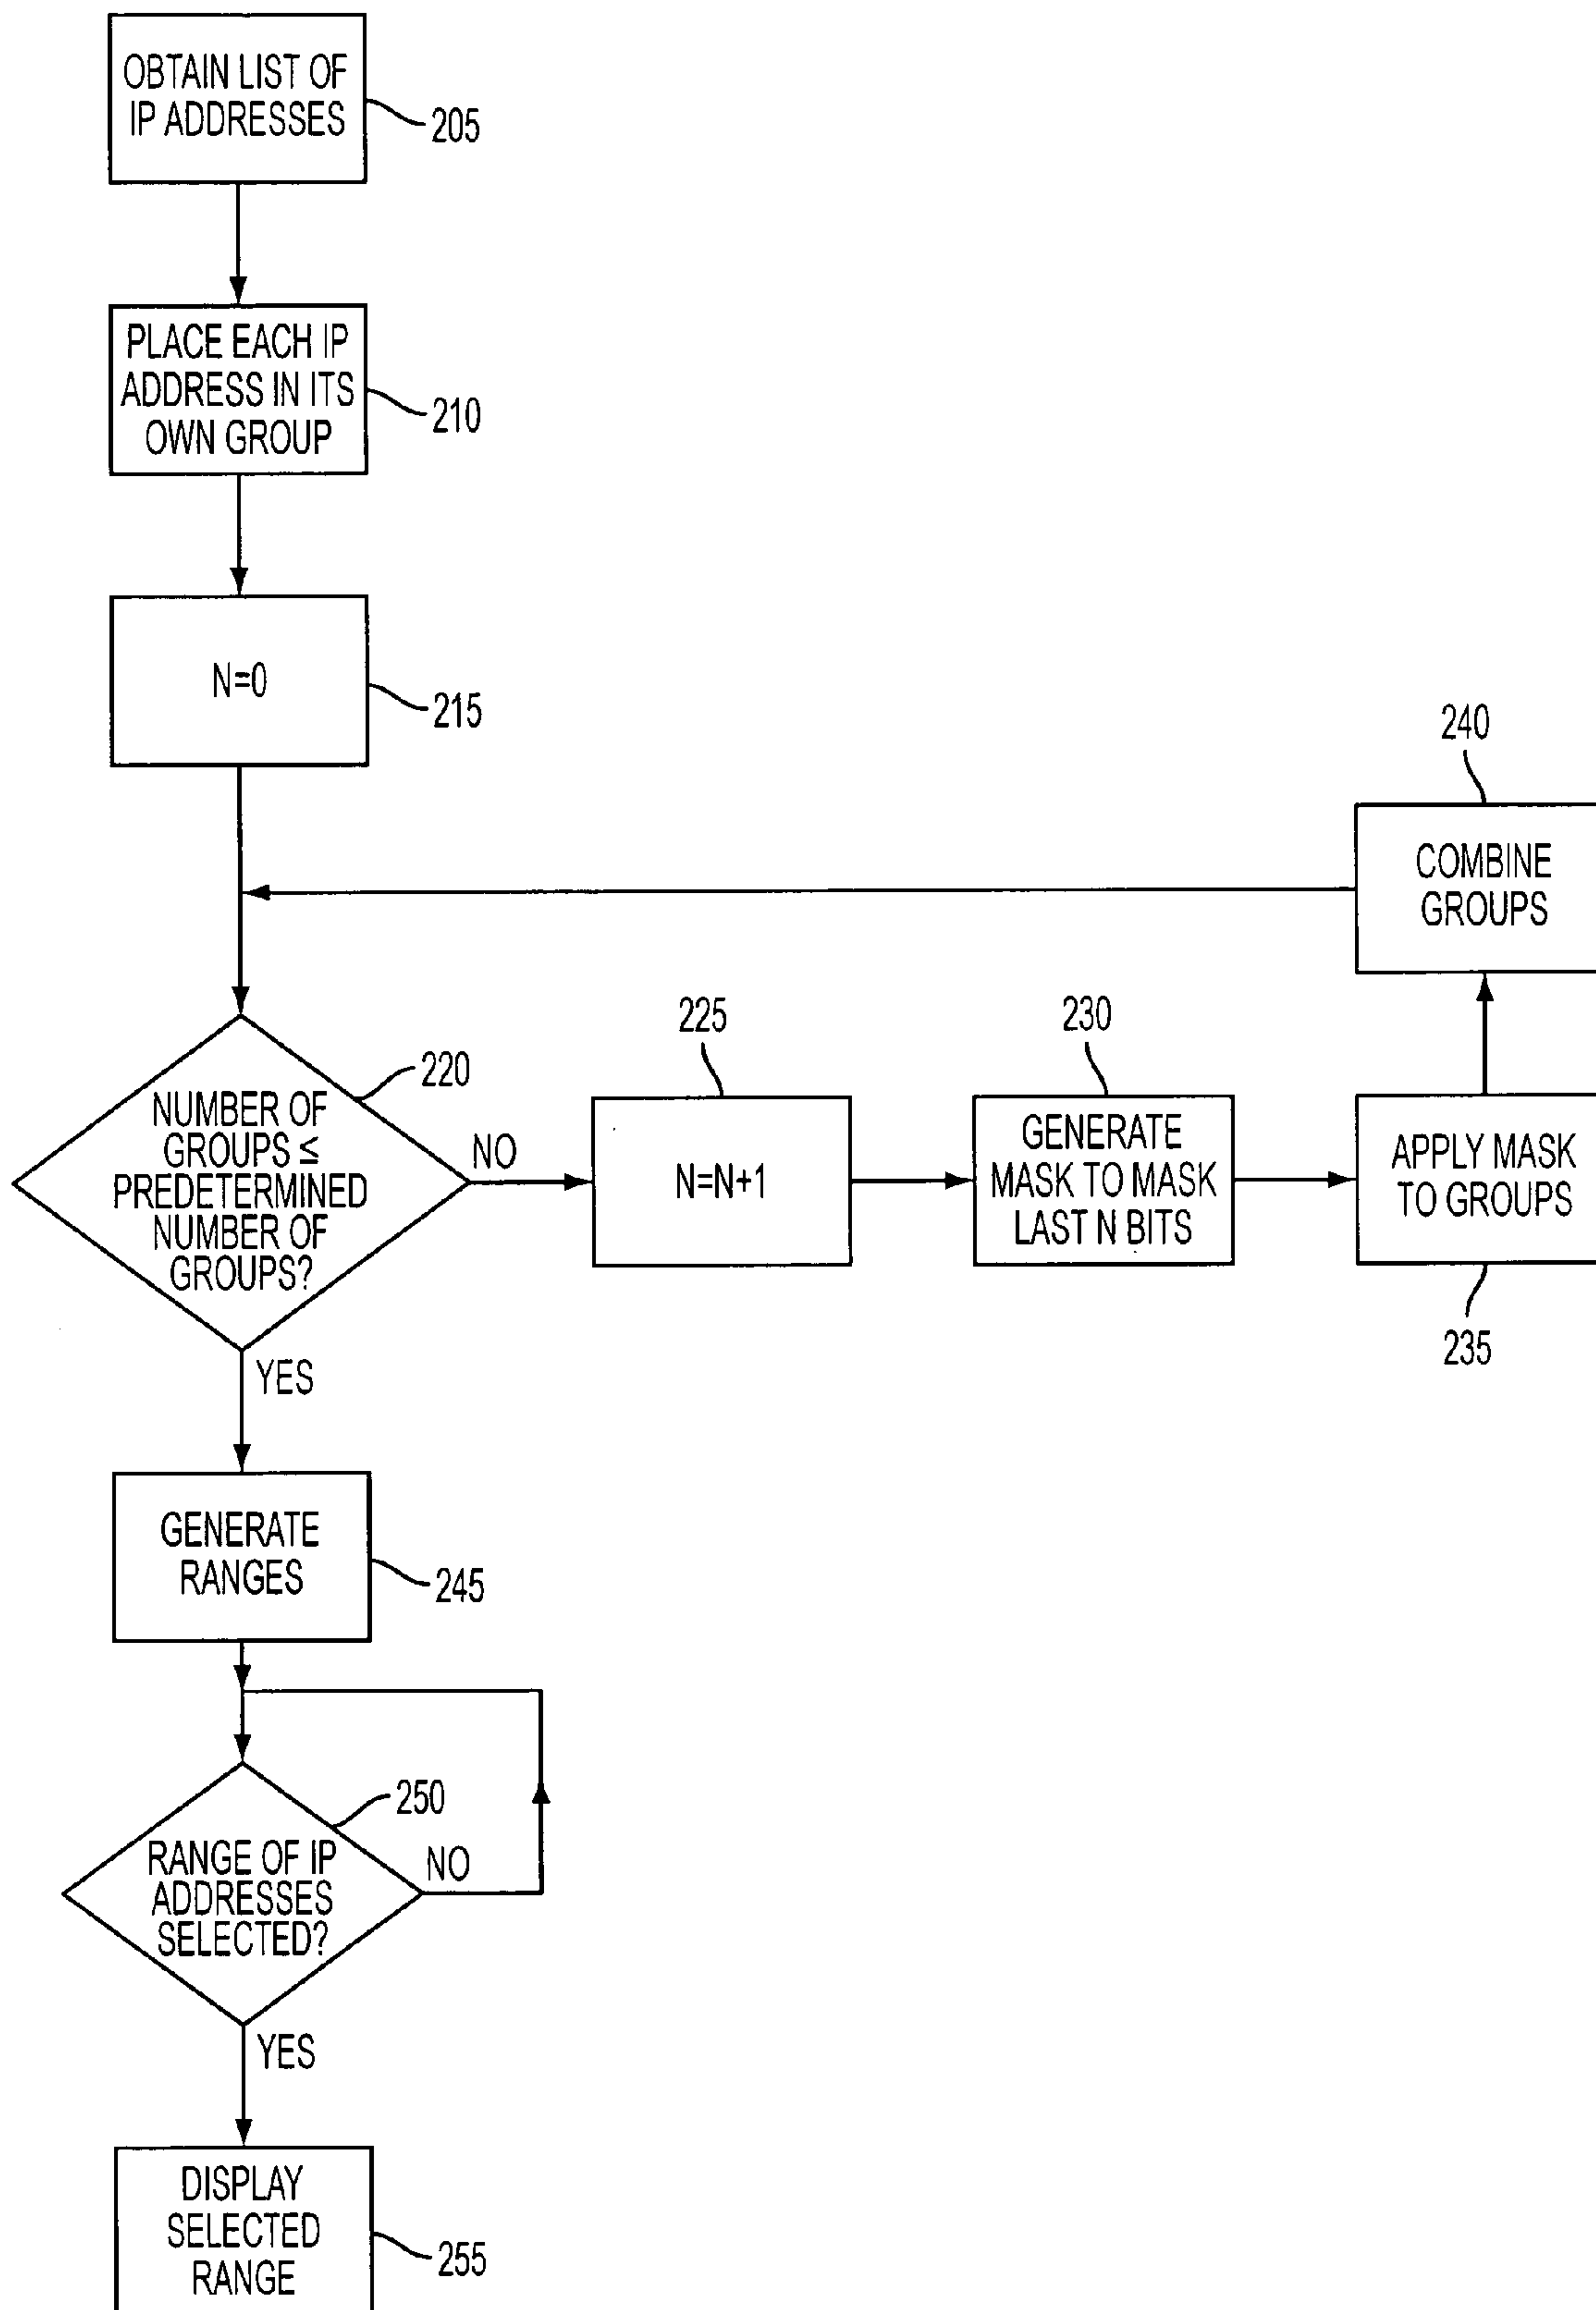 OBTAIN LIST OF
IP ADDRESSES
205
PLACE EACH IP
ADDRESS IN ITS
OWN GROUP
210
N=0
215
240
COMBINE
GROUPS
220
NUMBER OF
GROUPS ≤
PREDETERMINED
NUMBER OF
GROUPS?
NO
225
N=N+1
230
GENERATE
MASK TO MASK
LAST N BITS
APPLY MASK
TO GROUPS
235
YES
GENERATE
RANGES
245
250
RANGE OF IP
ADDRESSES
SELECTED?
NO
YES
DISPLAY
SELECTED
RANGE
255